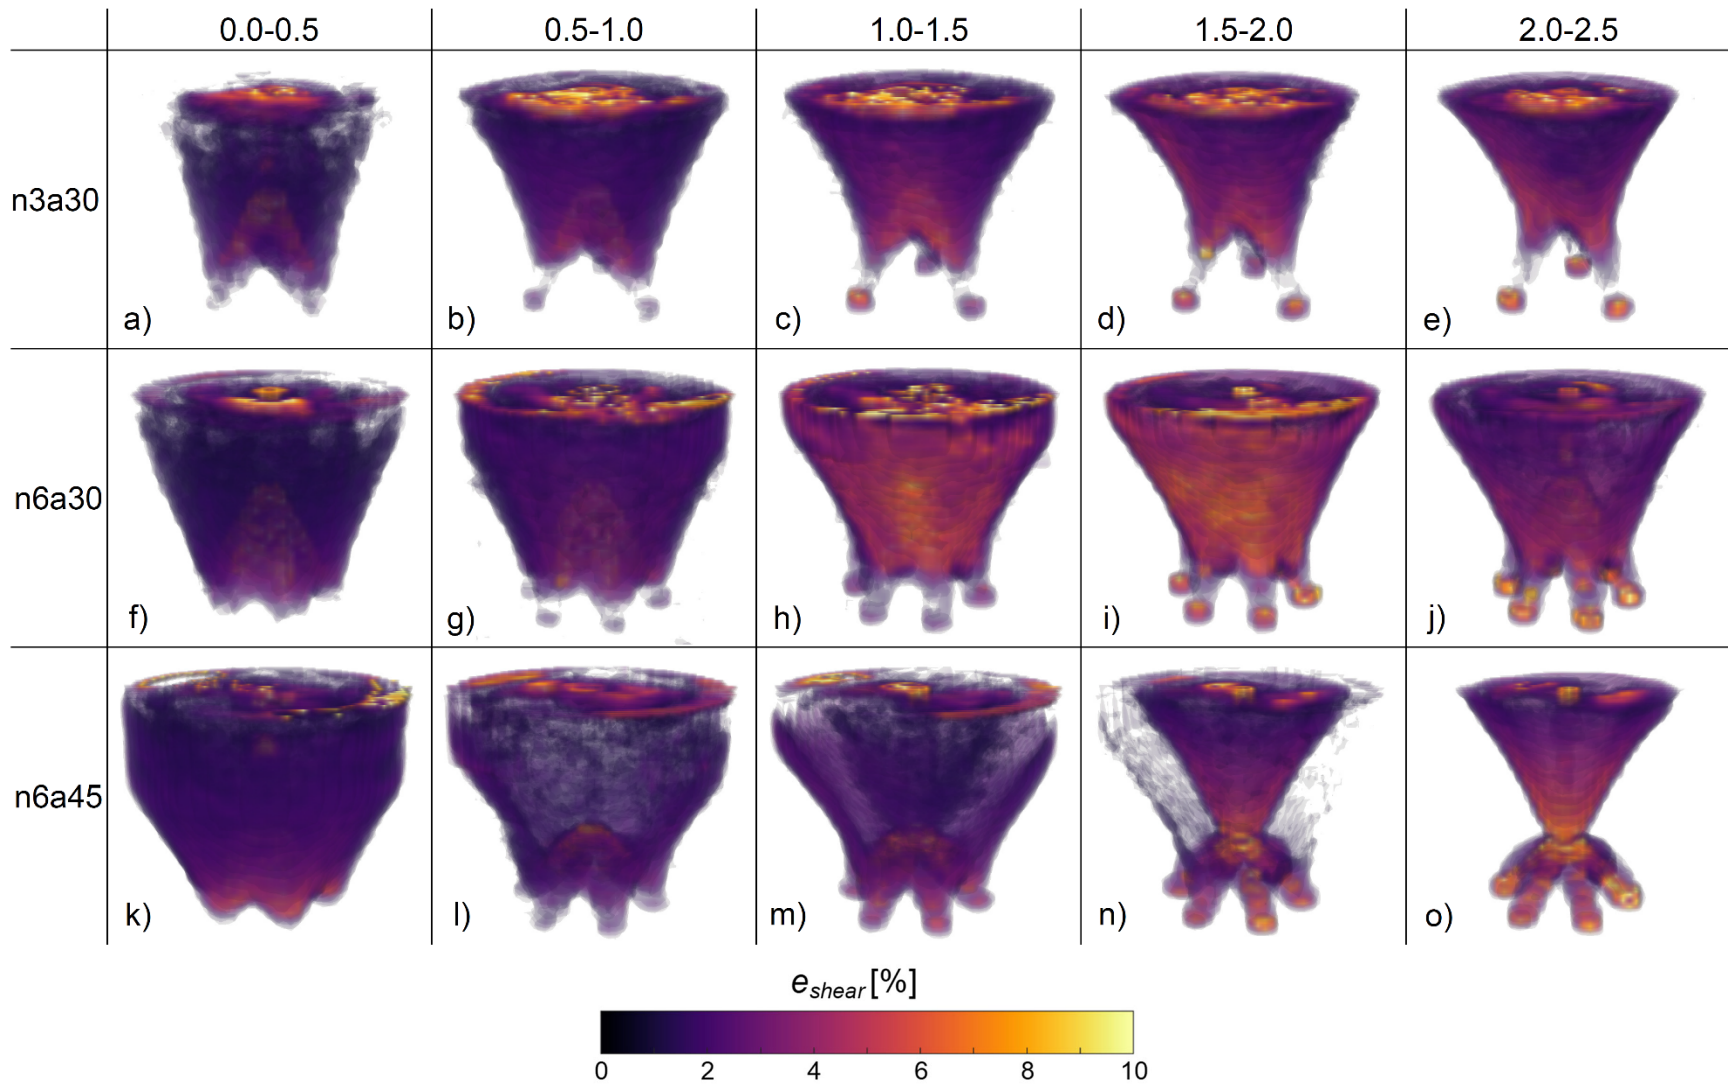 0.0-0.5 0.5-1.0 1.0-1.5 1.5-2.0 2.0-2.5
n3a30
a) b) c) d) e)
n6a30
f) g) h) i) j)
n6a45
k) l) m) n) o)
e_shear [%]
0 2 4 6 8 10